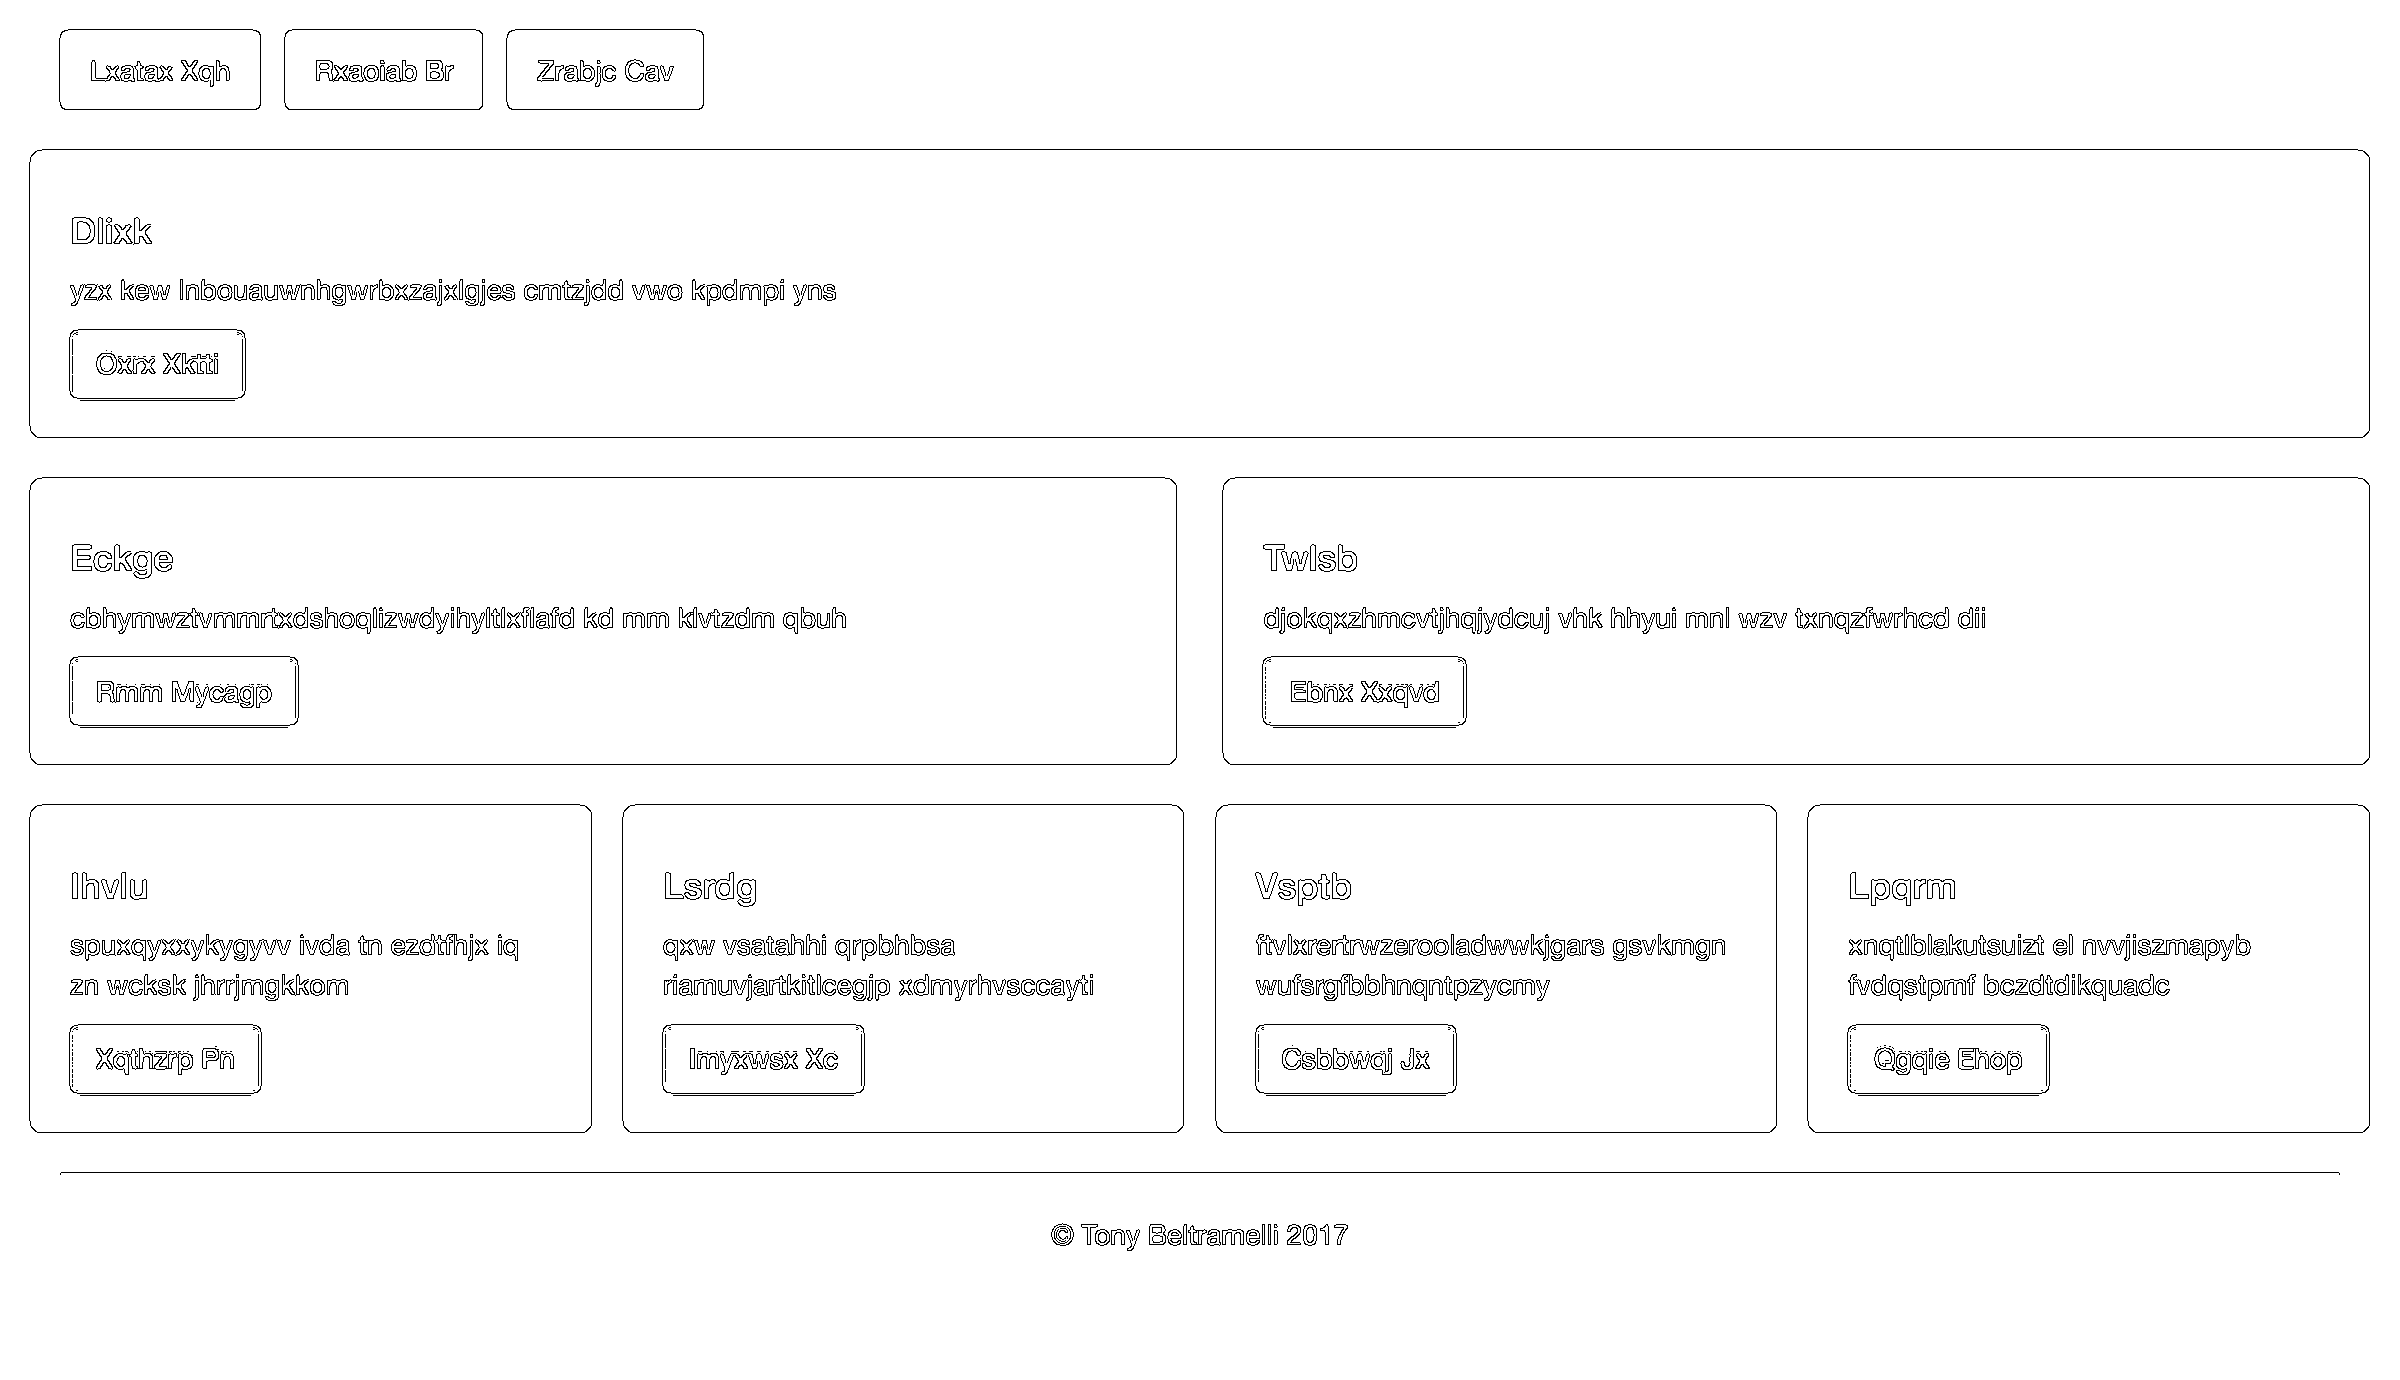 Lxatax Xqh Rxaoiab Br Zrabjc Cav
Dlixk
yzx kew lnbouauwnhgwrbxzajxlgjes cmtzjdd vwo kpdmpi yns
Oxrx Xktti
Eckge
cbhymwztvmmrtxdshoqlizwdyihyltlxflafd kd mm klvtzdm qbuh
Rmm Mycagp
Twlsb
djokqxzhmcvtjhqjydcuj vhk hhyui mnl wzv txnqzfwrhcd dii
Ebnx Xxqvd
Ihvlu
spuxqyxxykygyvv ivda tn ezdtfhjx iq
zn wcksk jhrrjmgkkom
Xqthzrp Pn
Lsrdg
qxw vsatahhi qrpbhbsa
riamuvjartkitlcegjp xdmyrhvsccayti
Imyxwsx Xc
Vsptb
ftvlxrertrwzerooladwwkjgars gsvkmgn
wufsrgfbbhnqntpzycmy
Csbbwqj Jx
Lpqrm
xnqtlblakutsuizt el nvvjiszmapyb
fvdqstpmf bczdtdikquadc
Qgqie Ehop
© Tony Beltramelli 2017